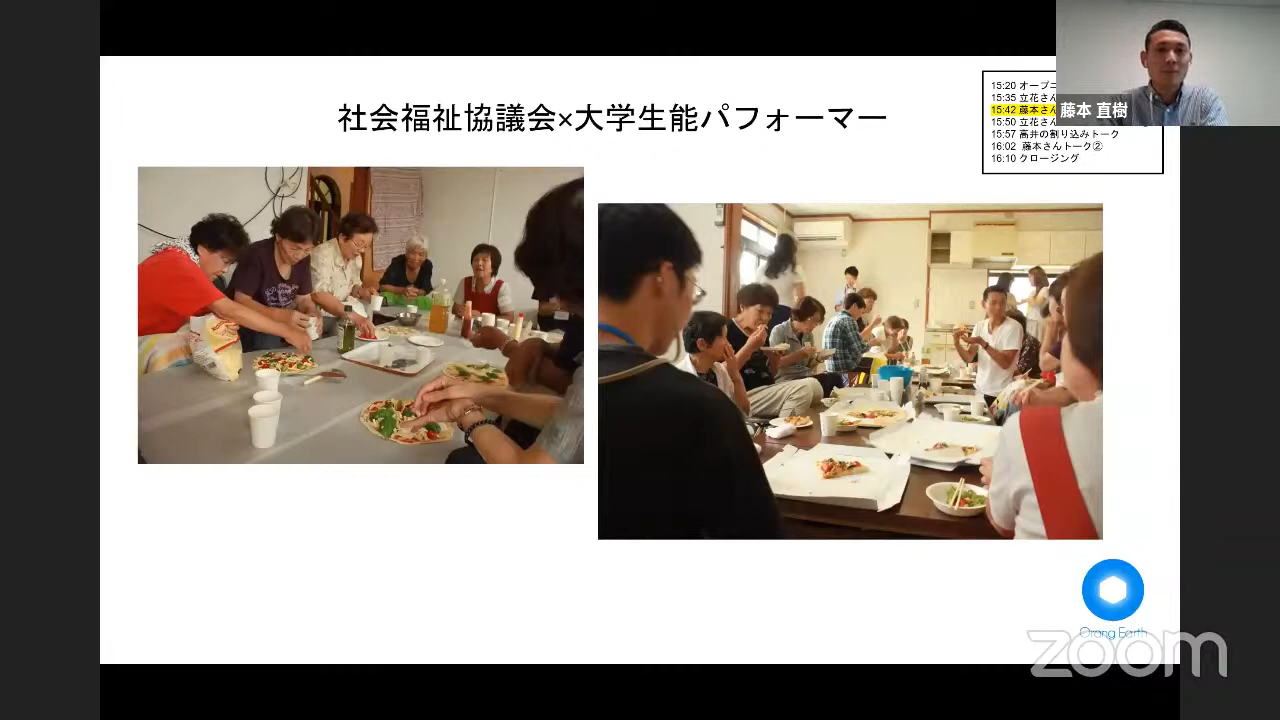 社会福祉協議会×大学生能パフォーマー
15:20 オープニ
15:35 立花さん
15:42 藤本さん
15:50 立花さん
15:57 高井の割り込みトーク
16:02 藤本さんトーク②
16:10 クロージング
藤本 直樹
Orang Earth
zoom